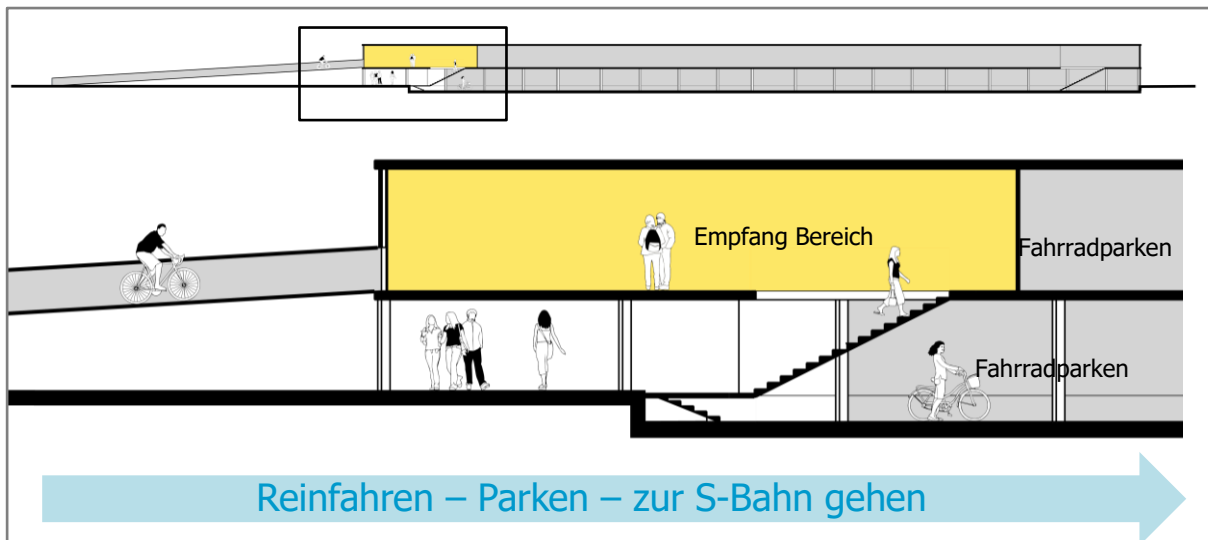 Empfang Bereich
Fahrradparken
Fahrradparken
Reinfahren – Parken – zur S-Bahn gehen